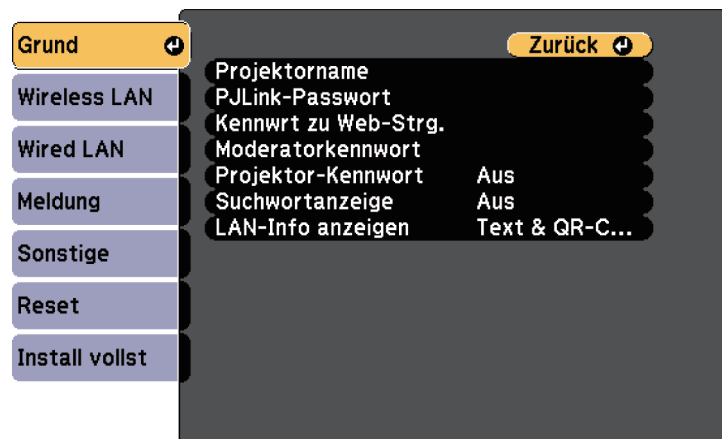 Grund
Zurück
Projektorname
PJLink-Passwort
Kennwrt zu Web-Strg.
Moderatorkennwort
Projektor-Kennwort Aus
Suchwortanzeige Aus
LAN-Info anzeigen Text & QR-C...
Wireless LAN
Wired LAN
Meldung
Sonstige
Reset
Install vollst